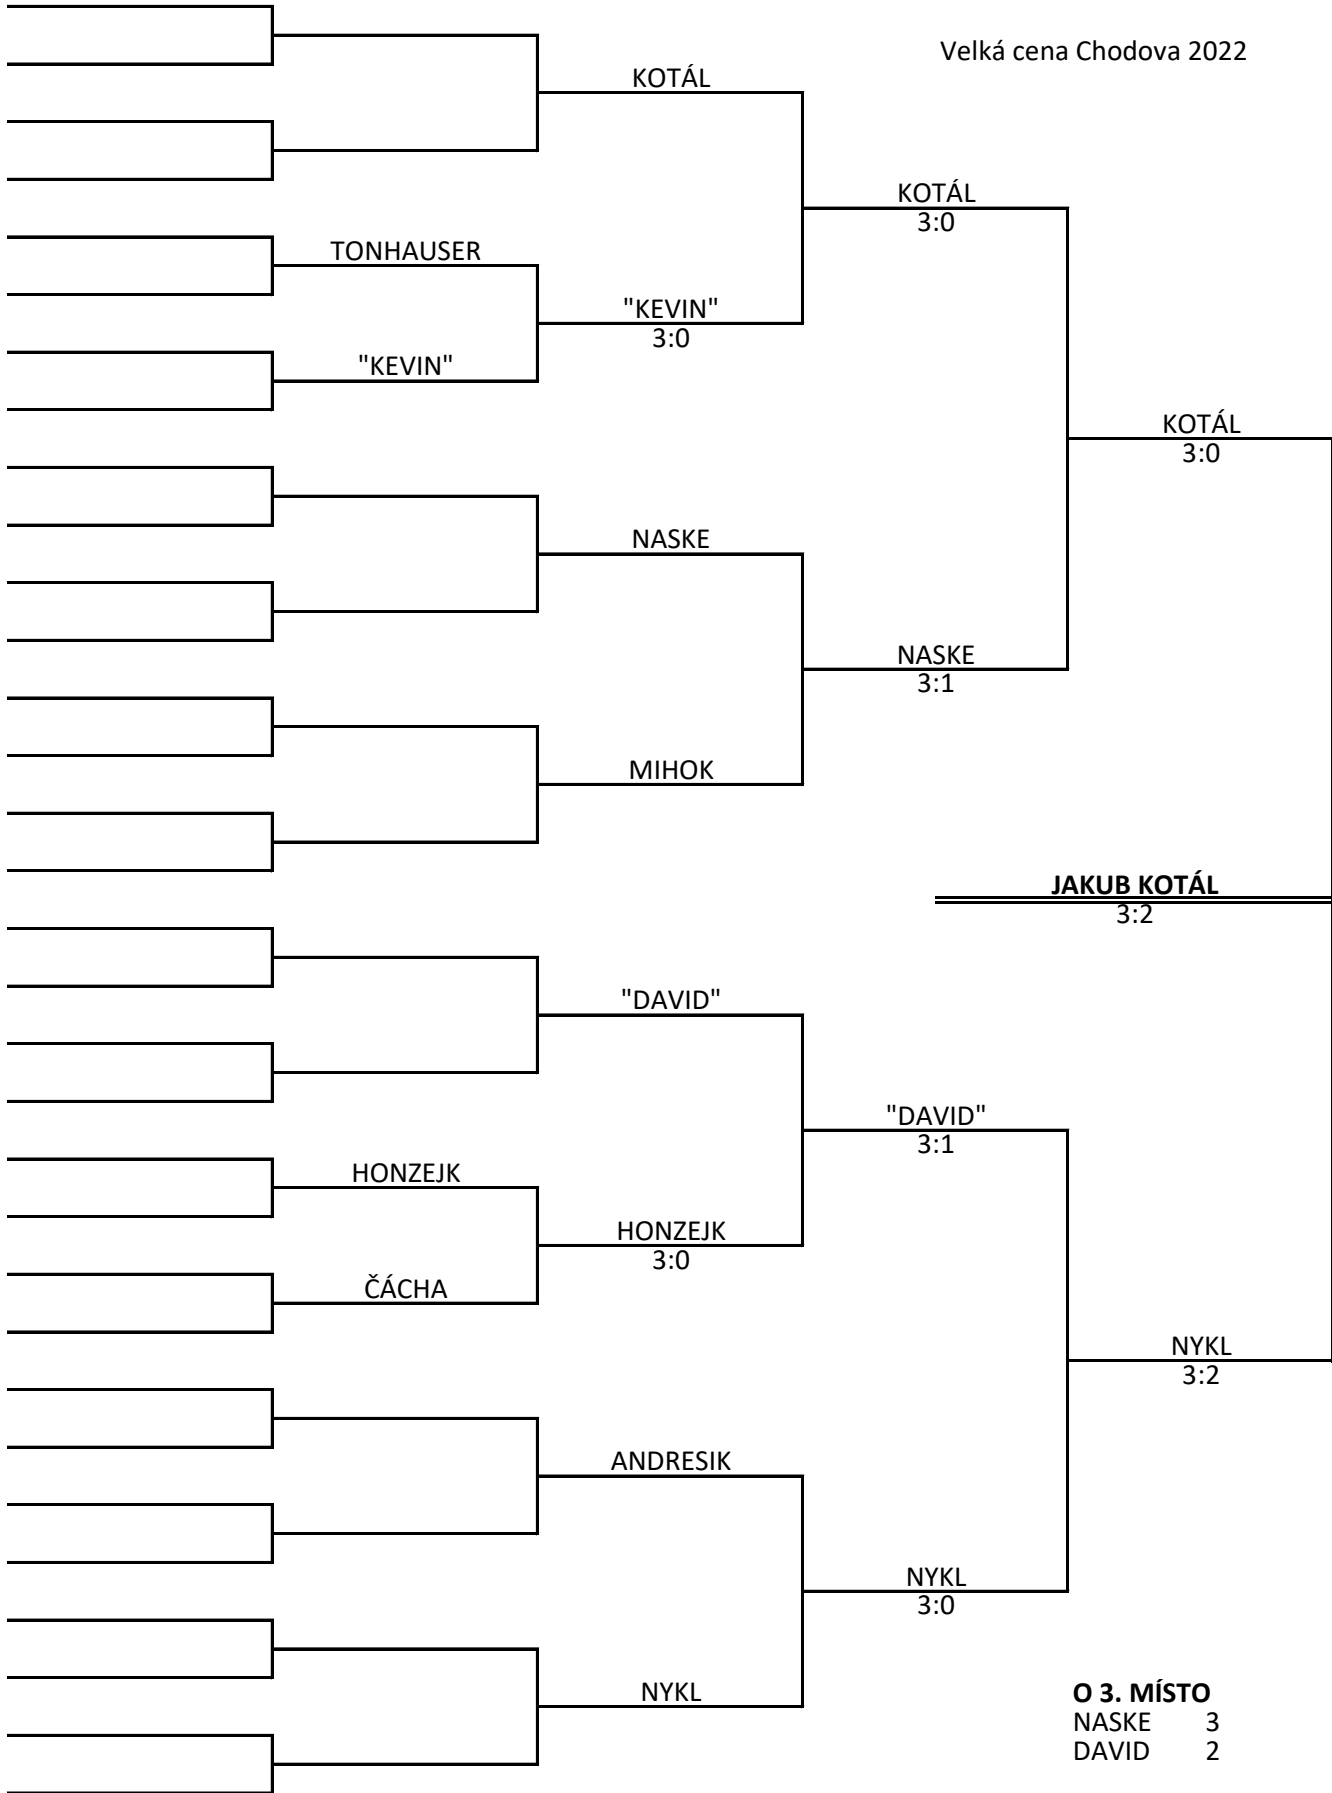 Velká cena Chodova 2022
KOTÁL
KOTÁL
3:0
TONHAUSER
"KEVIN"
3:0
"KEVIN"
KOTÁL
3:0
NASKE
NASKE
3:1
MIHOK
JAKUB KOTÁL
3:2
"DAVID"
"DAVID"
3:1
HONZEJK
HONZEJK
3:0
ČÁCHA
NYKL
3:2
ANDRESIK
NYKL
3:0
NYKL
O 3. MÍSTO
NASKE 3
DAVID 2